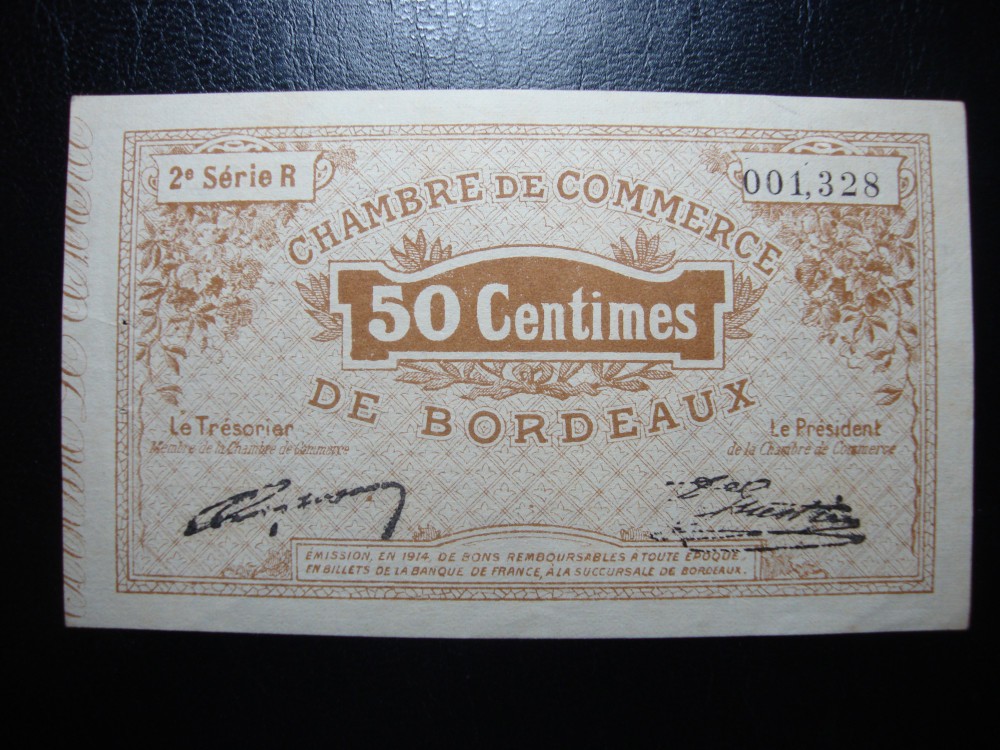 2e Série R
001,328
CHAMBRE DE COMMERCE
50 Centimes
DE BORDEAUX
Le Trésorier
Membre de la Chambre de Commerce
Le Président
de la Chambre de Commerce
EMISSION, EN 1914, DE BONS REMBOURSABLES A TOUTE ÉPOQUE,
EN BILLETS DE LA BANQUE DE FRANCE, A LA SUCCURSALE DE BORDEAUX.